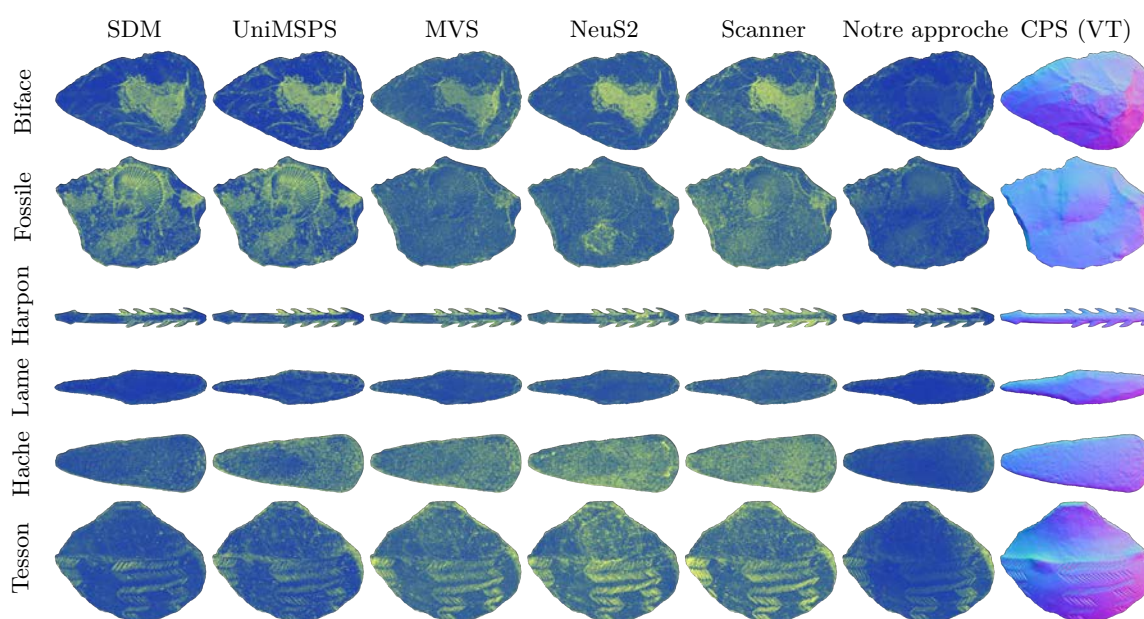 SDM UniMSPS MVS NeuS2 Scanner Notre approche CPS (VT)
Biface
Fossile
Harpon
Lame
Hache
Tesson